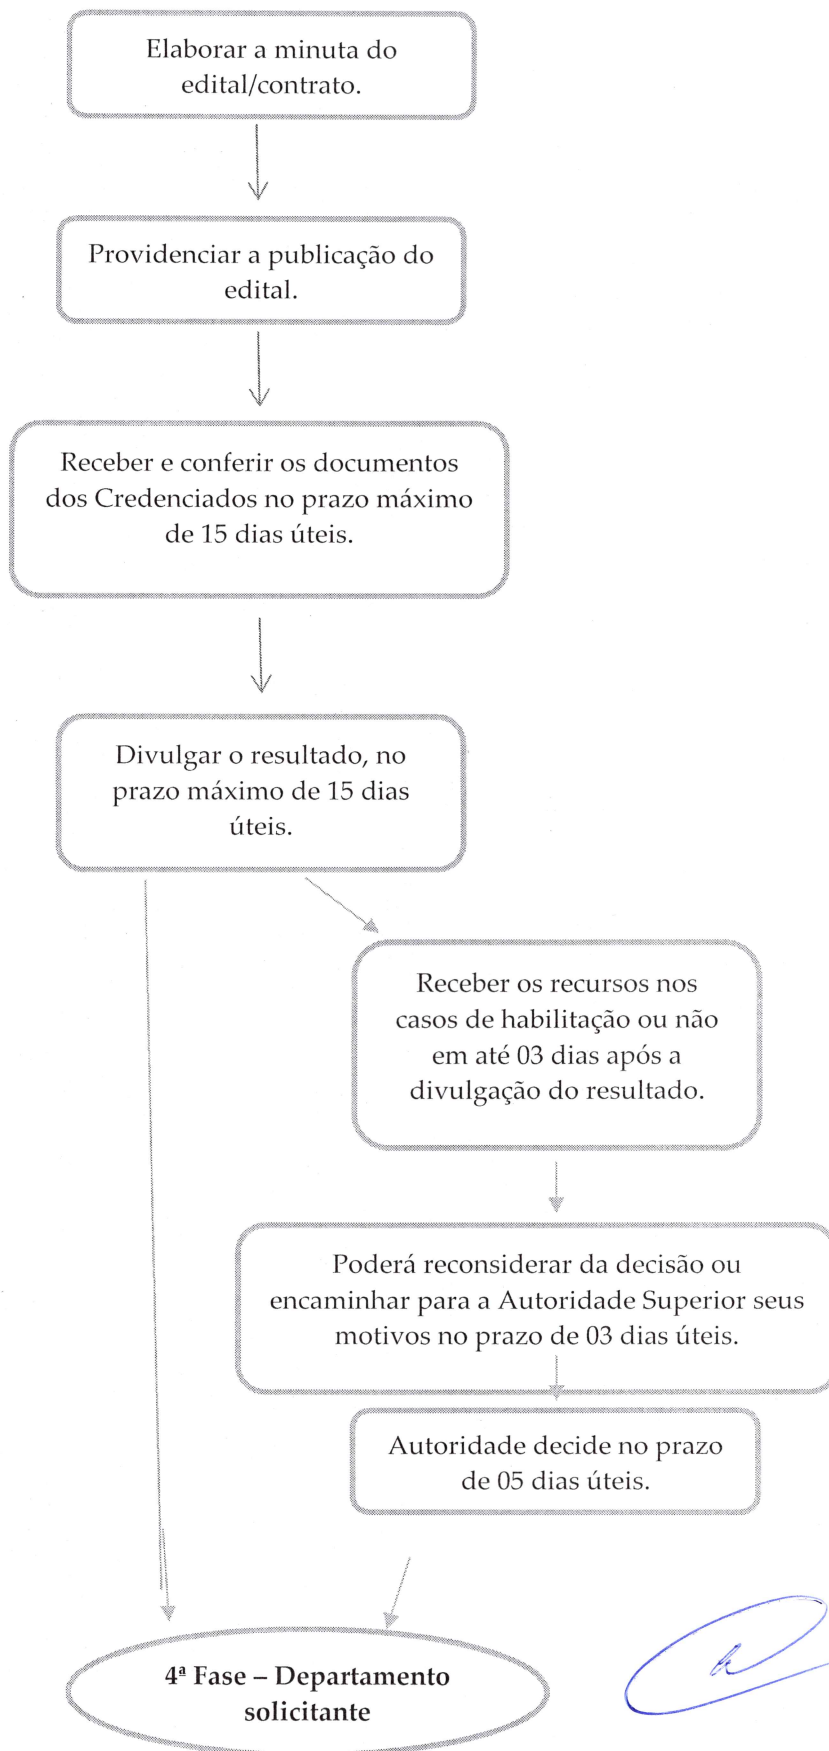 Elaborar a minuta do
edital/contrato.
Providenciar a publicação do
edital.
Receber e conferir os documentos
dos Credenciados no prazo máximo
de 15 dias úteis.
Divulgar o resultado, no
prazo máximo de 15 dias
úteis.
Receber os recursos nos
casos de habilitação ou não
em até 03 dias após a
divulgação do resultado.
Poderá reconsiderar da decisão ou
encaminhar para a Autoridade Superior seus
motivos no prazo de 03 dias úteis.
Autoridade decide no prazo
de 05 dias úteis.
4ª Fase – Departamento
solicitante